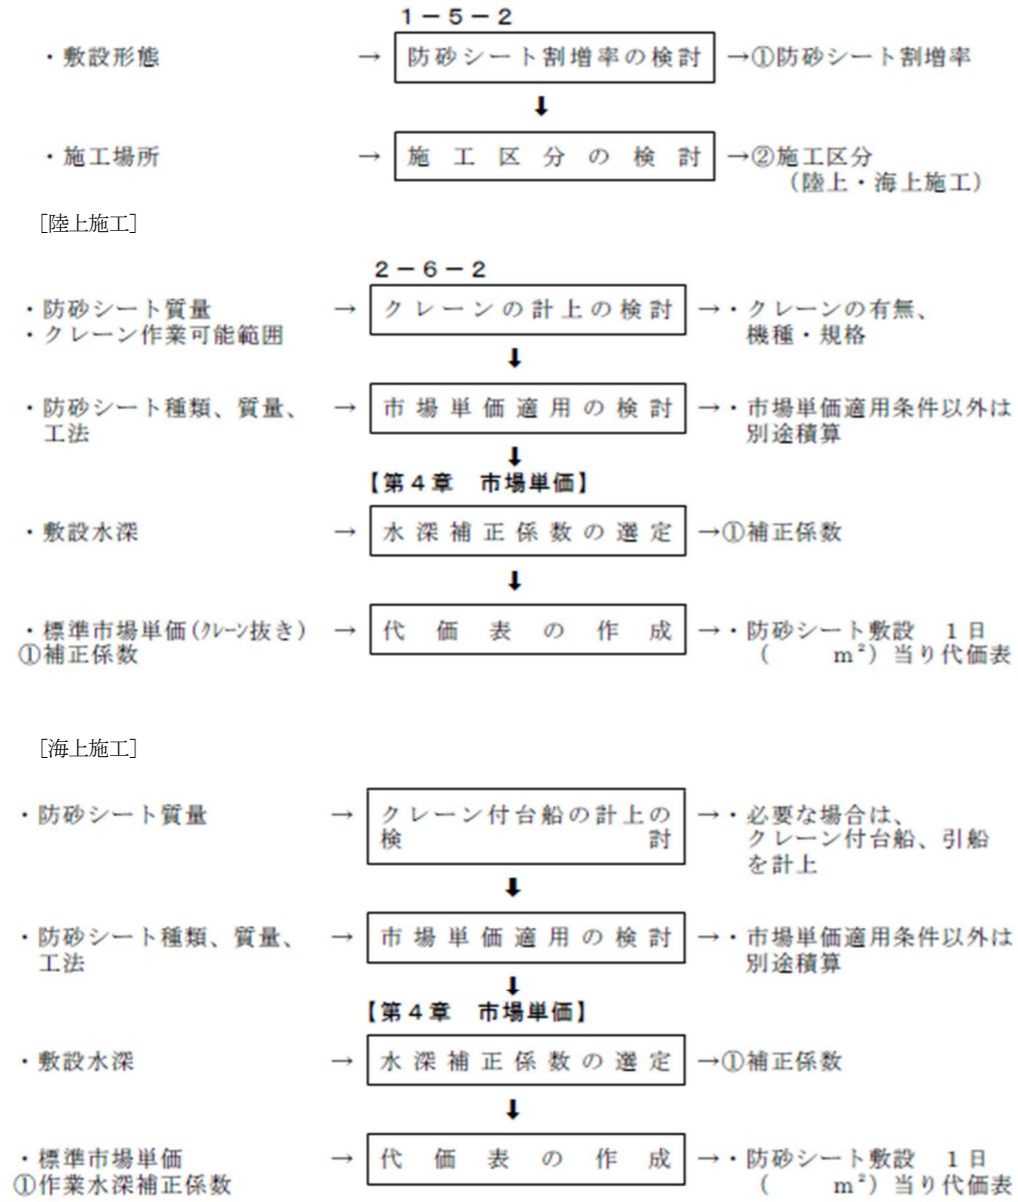 1－5－2
・敷設形態 → 防砂シート割増率の検討 →①防砂シート割増率
⬇
・施工場所 → 施工区分の検討 →②施工区分
（陸上・海上施工）
［陸上施工］
2－6－2
・防砂シート質量 → クレーンの計上の検討 →・クレーンの有無、
・クレーン作業可能範囲 機種・規格
⬇
・防砂シート種類、質量、 → 市場単価適用の検討 →・市場単価適用条件以外は
工法 別途積算
⬇
【第4章　市場単価】
・敷設水深 → 水深補正係数の選定 →①補正係数
⬇
・標準市場単価(ｸﾚｰﾝ抜き) → 代価表の作成 →・防砂シート敷設　1日
①補正係数 （　　m²）当り代価表
［海上施工］
・防砂シート質量 → クレーン付台船の計上の →・必要な場合は、
検討 クレーン付台船、引船
を計上
⬇
・防砂シート種類、質量、 → 市場単価適用の検討 →・市場単価適用条件以外は
工法 別途積算
⬇
【第4章　市場単価】
・敷設水深 → 水深補正係数の選定 →①補正係数
⬇
・標準市場単価 → 代価表の作成 →・防砂シート敷設　1日
①作業水深補正係数 （　　m²）当り代価表